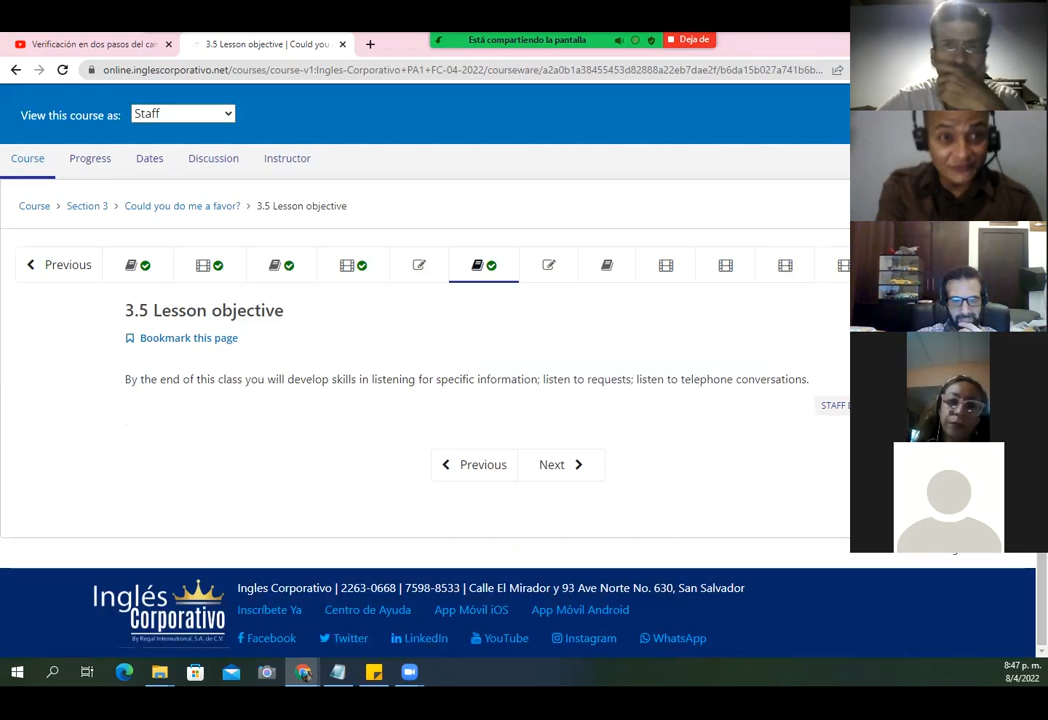 Verificación en dos pasos del car
3.5 Lesson objective | Could you
Está compartiendo la pantalla
Deja de
online.inglescorporativo.net/courses/course-v1:Ingles-Corporativo+PA1+FC-04-2022/courseware/a2a0b1a38455453d82888a22eb7dae2f/b6da15b027a741b6b...
View this course as:
Staff
Course
Progress
Dates
Discussion
Instructor
Course > Section 3 > Could you do me a favor? > 3.5 Lesson objective
Previous
3.5 Lesson objective
Bookmark this page
By the end of this class you will develop skills in listening for specific information; listen to requests; listen to telephone conversations.
STAFF D
Previous
Next
Inglés
Corporativo
By Regal International, S.A. de C.V.
Ingles Corporativo | 2263-0668 | 7598-8533 | Calle El Mirador y 93 Ave Norte No. 630, San Salvador
Inscríbete Ya
Centro de Ayuda
App Móvil iOS
App Móvil Android
Facebook
Twitter
LinkedIn
YouTube
Instagram
WhatsApp
8:47 p. m.
8/4/2022